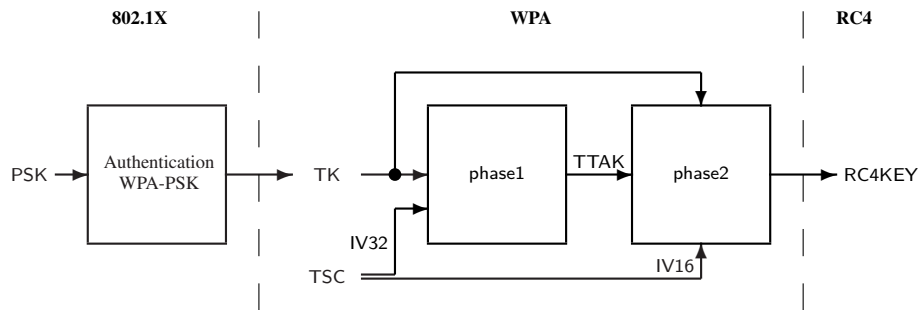 802.1X
WPA
RC4
PSK
Authentication
WPA-PSK
TK
phase1
TTAK
phase2
RC4KEY
IV32
IV16
TSC